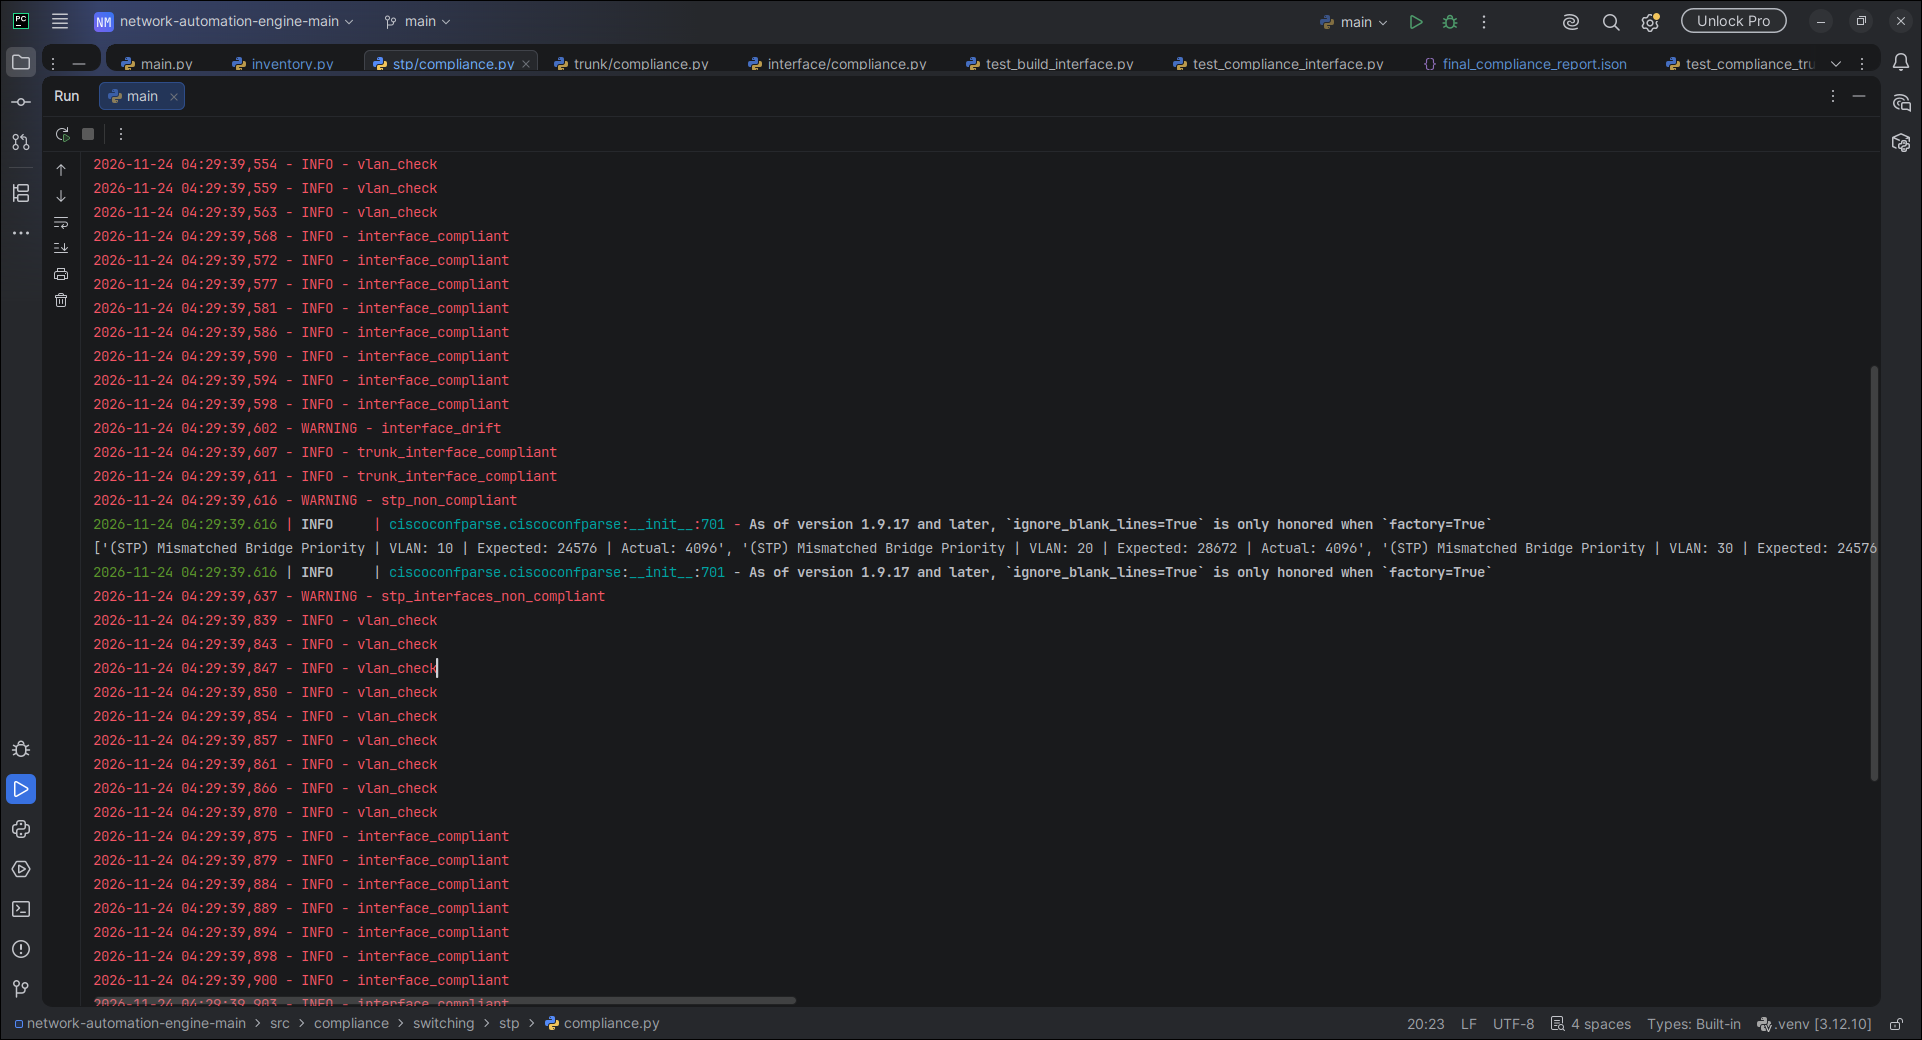 PC NM network-automation-engine-main main main Unlock Pro
main.py inventory.py stp/compliance.py trunk/compliance.py interface/compliance.py test_build_interface.py test_compliance_interface.py {} final_compliance_report.json test_compliance_tru
Run main
2026-11-24 04:29:39,554 - INFO - vlan_check
2026-11-24 04:29:39,559 - INFO - vlan_check
2026-11-24 04:29:39,563 - INFO - vlan_check
2026-11-24 04:29:39,568 - INFO - interface_compliant
2026-11-24 04:29:39,572 - INFO - interface_compliant
2026-11-24 04:29:39,577 - INFO - interface_compliant
2026-11-24 04:29:39,581 - INFO - interface_compliant
2026-11-24 04:29:39,586 - INFO - interface_compliant
2026-11-24 04:29:39,590 - INFO - interface_compliant
2026-11-24 04:29:39,594 - INFO - interface_compliant
2026-11-24 04:29:39,598 - INFO - interface_compliant
2026-11-24 04:29:39,602 - WARNING - interface_drift
2026-11-24 04:29:39,607 - INFO - trunk_interface_compliant
2026-11-24 04:29:39,611 - INFO - trunk_interface_compliant
2026-11-24 04:29:39,616 - WARNING - stp_non_compliant
2026-11-24 04:29:39.616 | INFO     | ciscoconfparse.ciscoconfparse:__init__:701 - As of version 1.9.17 and later, `ignore_blank_lines=True` is only honored when `factory=True`
['(STP) Mismatched Bridge Priority | VLAN: 10 | Expected: 24576 | Actual: 4096', '(STP) Mismatched Bridge Priority | VLAN: 20 | Expected: 28672 | Actual: 4096', '(STP) Mismatched Bridge Priority | VLAN: 30 | Expected: 24576
2026-11-24 04:29:39.616 | INFO     | ciscoconfparse.ciscoconfparse:__init__:701 - As of version 1.9.17 and later, `ignore_blank_lines=True` is only honored when `factory=True`
2026-11-24 04:29:39,637 - WARNING - stp_interfaces_non_compliant
2026-11-24 04:29:39,839 - INFO - vlan_check
2026-11-24 04:29:39,843 - INFO - vlan_check
2026-11-24 04:29:39,847 - INFO - vlan_check
2026-11-24 04:29:39,850 - INFO - vlan_check
2026-11-24 04:29:39,854 - INFO - vlan_check
2026-11-24 04:29:39,857 - INFO - vlan_check
2026-11-24 04:29:39,861 - INFO - vlan_check
2026-11-24 04:29:39,866 - INFO - vlan_check
2026-11-24 04:29:39,870 - INFO - vlan_check
2026-11-24 04:29:39,875 - INFO - interface_compliant
2026-11-24 04:29:39,879 - INFO - interface_compliant
2026-11-24 04:29:39,884 - INFO - interface_compliant
2026-11-24 04:29:39,889 - INFO - interface_compliant
2026-11-24 04:29:39,894 - INFO - interface_compliant
2026-11-24 04:29:39,898 - INFO - interface_compliant
2026-11-24 04:29:39,900 - INFO - interface_compliant
2026-11-24 04:29:39,903 - INFO - interface_compliant
network-automation-engine-main > src > compliance > switching > stp > compliance.py 20:23 LF UTF-8 4 spaces Types: Built-in .venv [3.12.10]